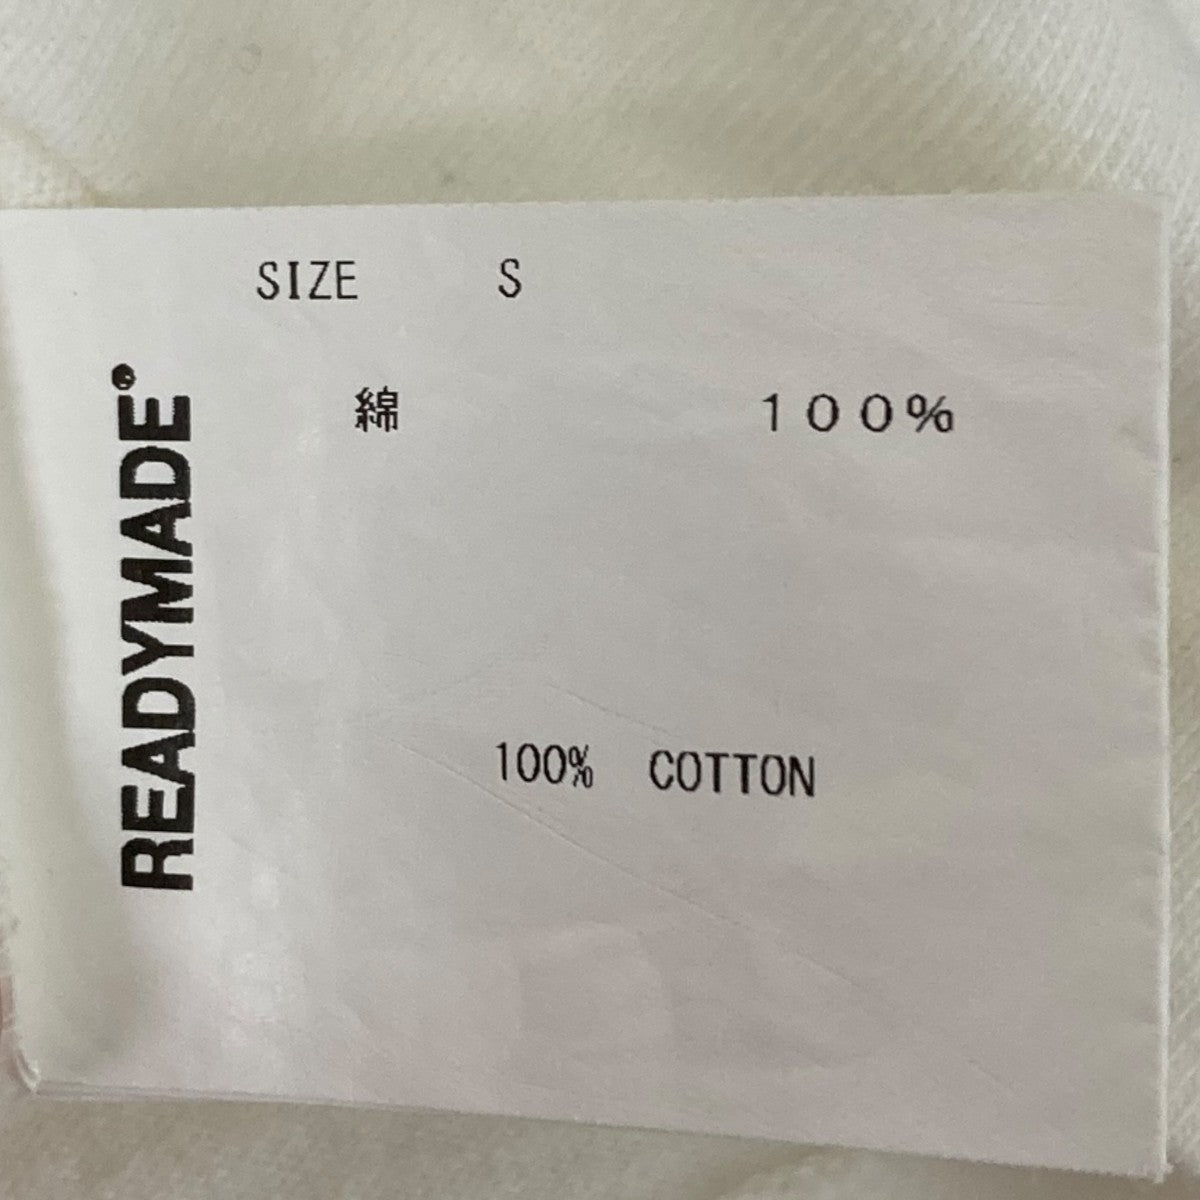 SIZE S
綿 １００％
100% COTTON
READYMADE®